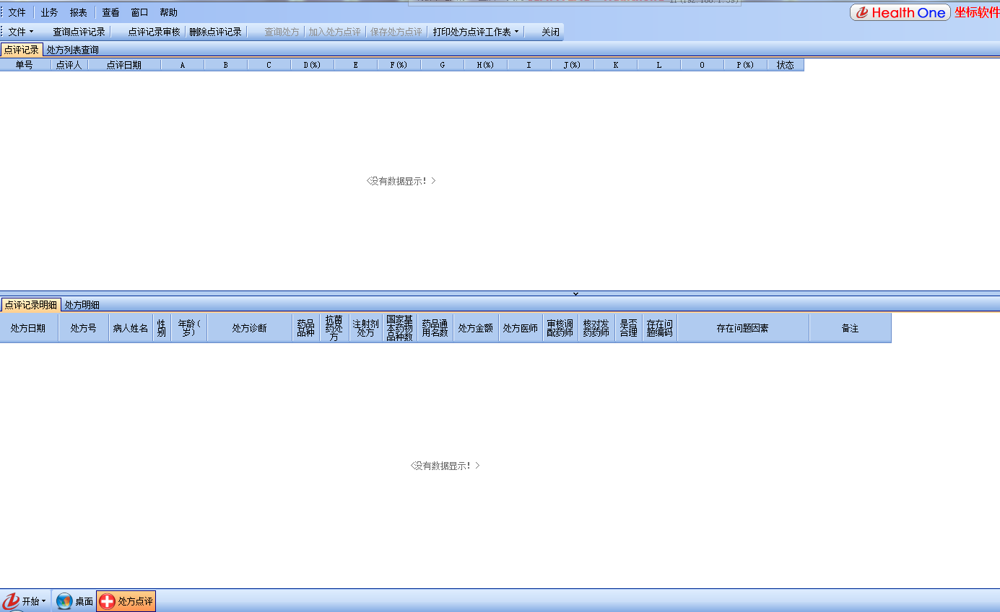 文件 业务 报表 查看 窗口 帮助
Health One 坐标软件
文件 查询点评记录 点评记录审核 删除点评记录 查询处方 加入处方点评 保存处方点评 打印处方点评工作表 关闭
点评记录 处方列表查询
单号 点评人 点评日期 A B C D(%) E F(%) G H(%) I J(%) K L O P(%) 状态
<没有数据显示！>
点评记录明细 处方明细
处方日期 处方号 病人姓名 性别 年龄(岁) 处方诊断 药品品种 抗菌药处方 注射剂处方 国家基本药物品种数 药品通用名数 处方金额 处方医师 审核调配药师 核对发药药师 是否合理 存在问题编码 存在问题因素 备注
<没有数据显示！>
开始 桌面 处方点评